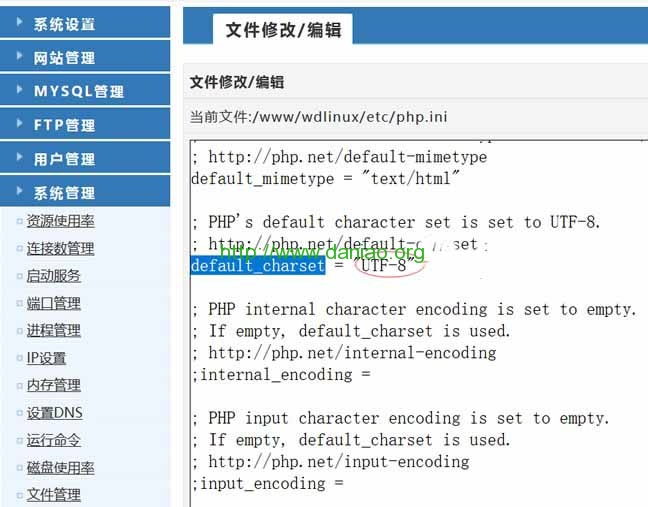 系统设置
网站管理
MYSQL管理
FTP管理
用户管理
系统管理
资源使用率
连接数管理
启动服务
端口管理
进程管理
IP设置
内存管理
设置DNS
运行命令
磁盘使用率
文件管理
文件修改/编辑
文件修改/编辑
当前文件:/www/wdlinux/etc/php.ini
; http://php.net/default-mimetype
default_mimetype = "text/html"
; PHP's default character set is set to UTF-8.
; http://php.net/default-c set
http://www.daniao.org
default_charset = "UTF-8"
; PHP internal character encoding is set to empty.
; If empty, default_charset is used.
; http://php.net/internal-encoding
;internal_encoding =
; PHP input character encoding is set to empty.
; If empty, default_charset is used.
; http://php.net/input-encoding
;input_encoding =